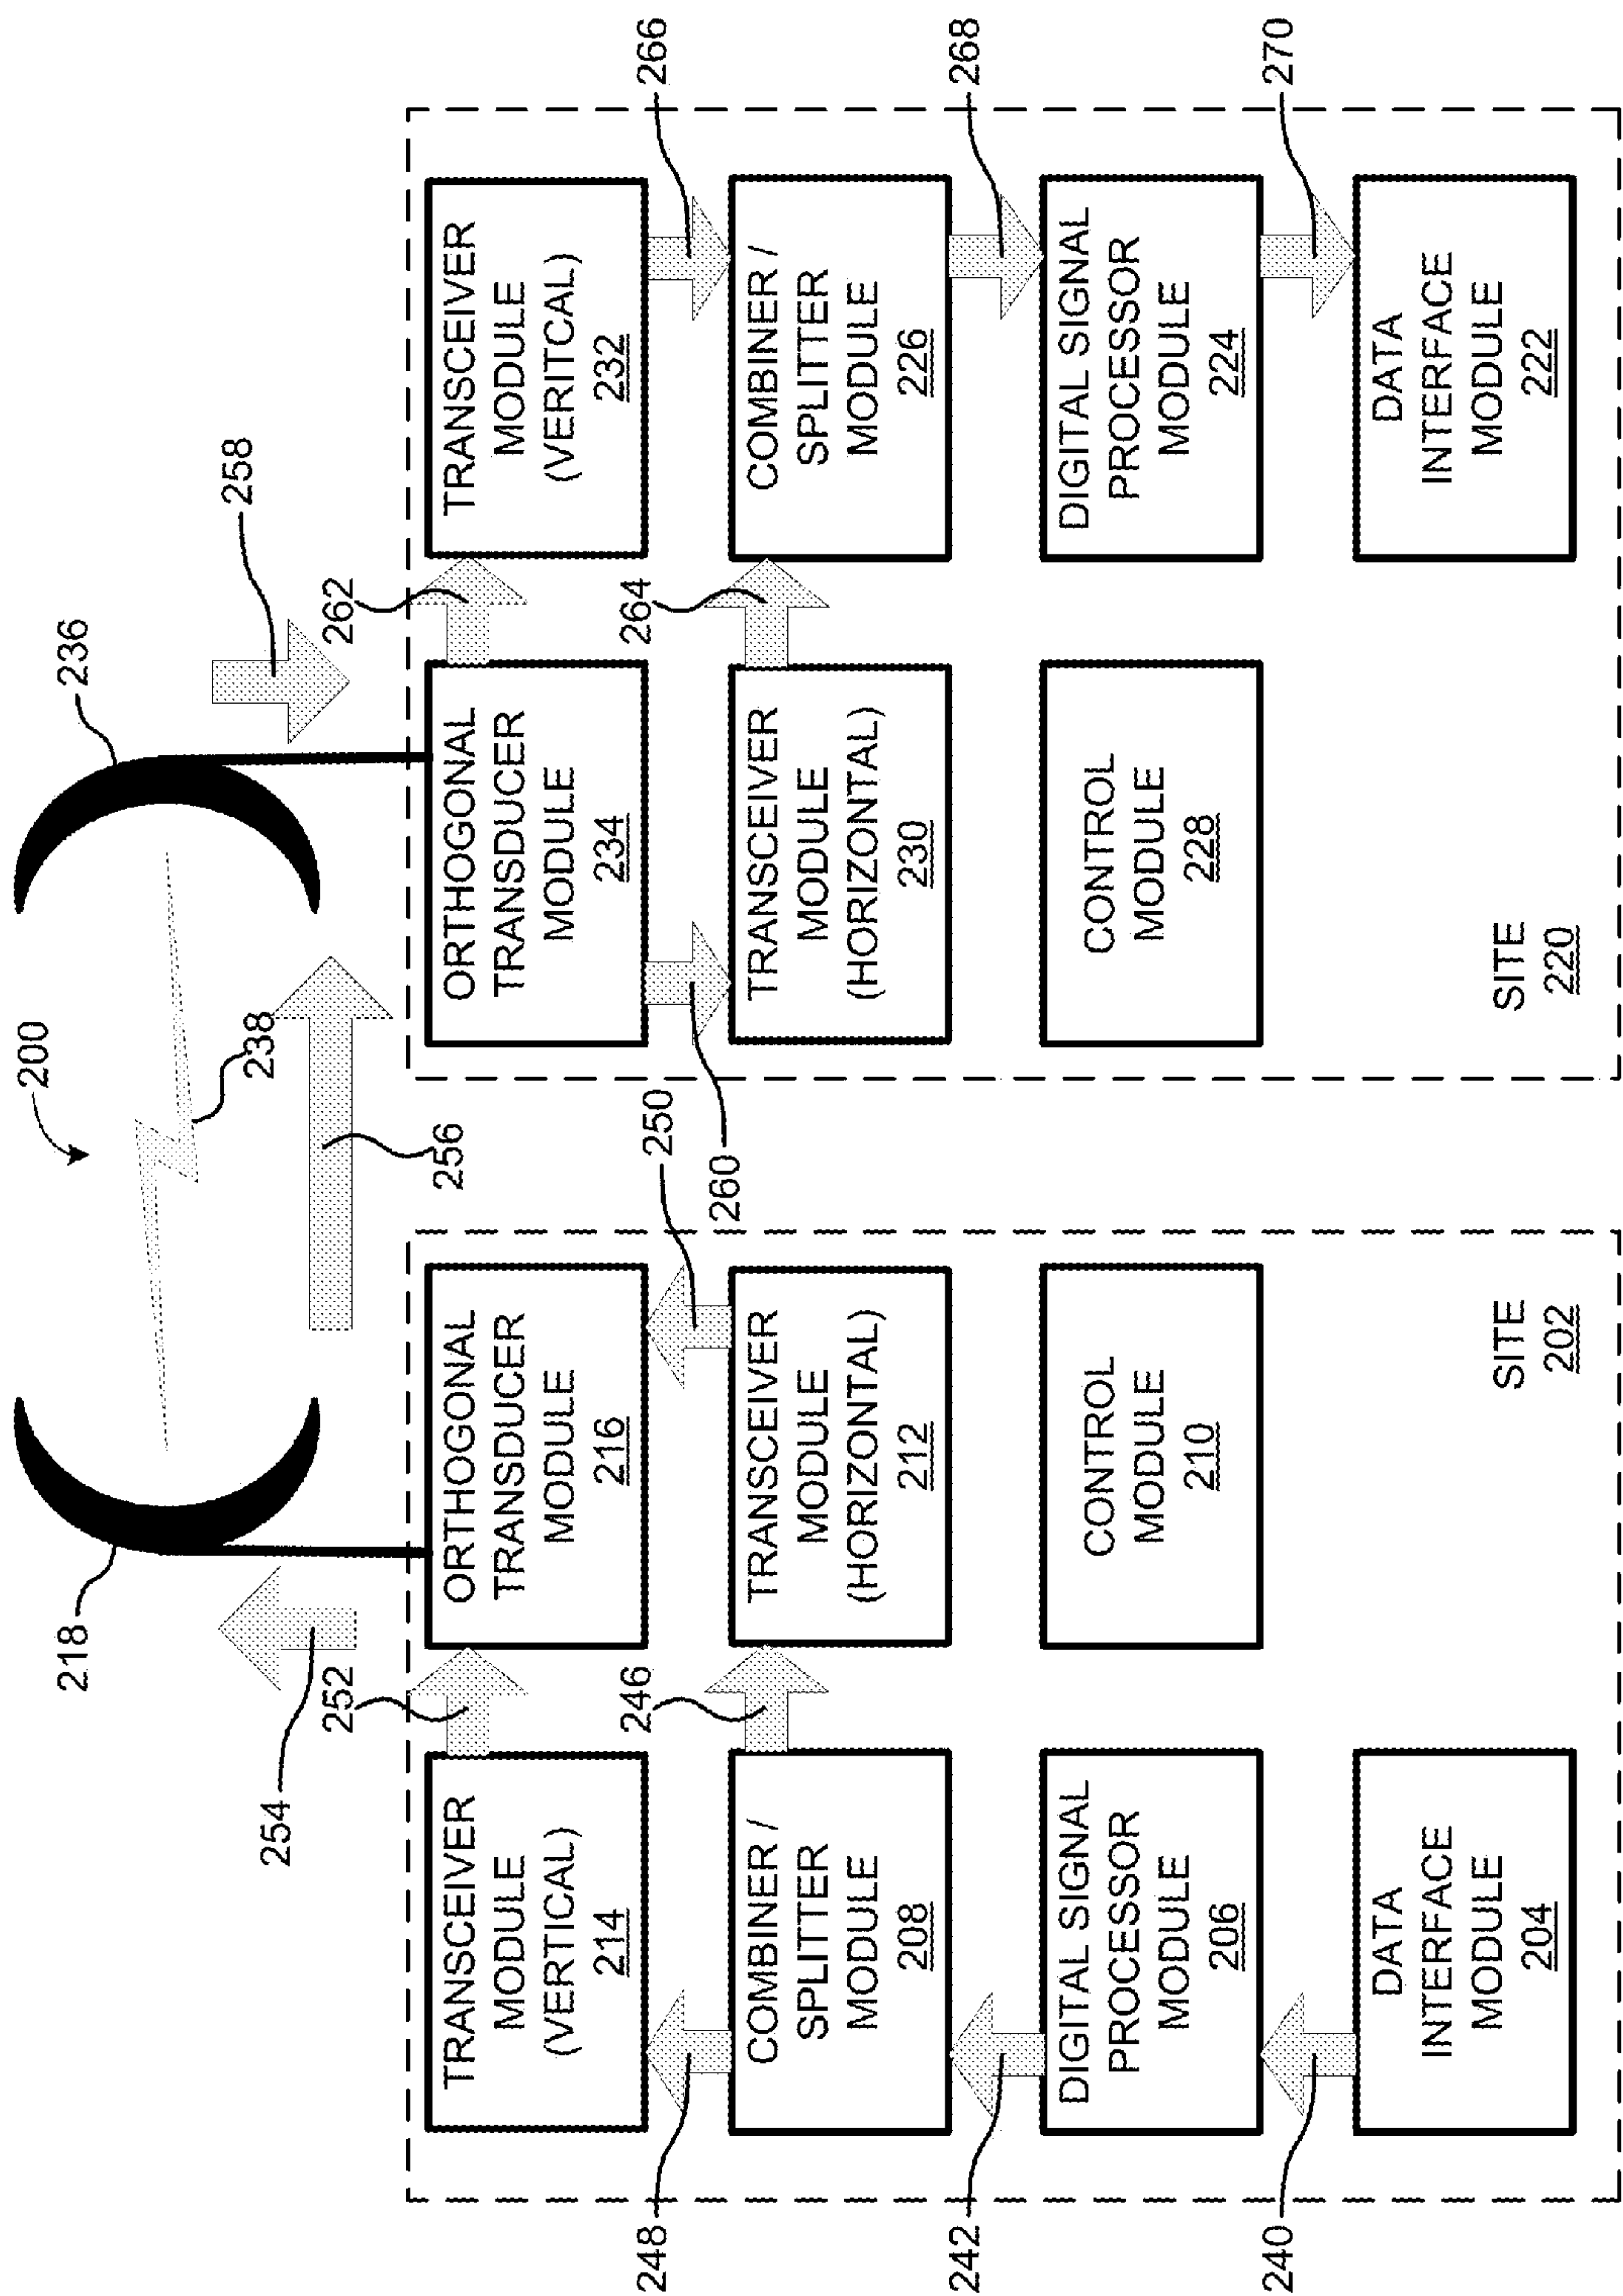 200
218
236
238
254
256
258
TRANSCEIVER
MODULE
(VERTICAL)
214
252
ORTHOGONAL
TRANSDUCER
MODULE
216
248
250
COMBINER /
SPLITTER
MODULE
208
246
TRANSCEIVER
MODULE
(HORIZONTAL)
212
242
DIGITAL SIGNAL
PROCESSOR
MODULE
206
CONTROL
MODULE
210
240
DATA
INTERFACE
MODULE
204
SITE
202
ORTHOGONAL
TRANSDUCER
MODULE
234
262
TRANSCEIVER
MODULE
(VERITCAL)
232
260
266
TRANSCEIVER
MODULE
(HORIZONTAL)
230
264
COMBINER /
SPLITTER
MODULE
226
268
CONTROL
MODULE
228
DIGITAL SIGNAL
PROCESSOR
MODULE
224
270
SITE
220
DATA
INTERFACE
MODULE
222